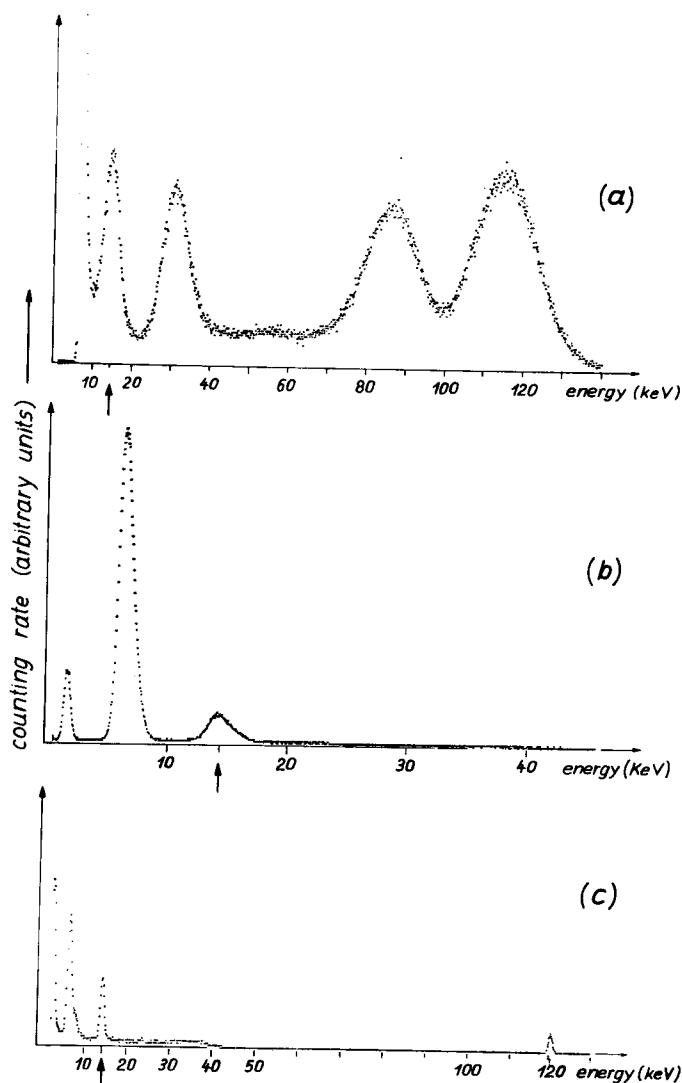 (a)
10 20 40 60 80 100 120 energy (keV)
counting rate (arbitrary units)
(b)
10 20 30 40 energy (KeV)
(c)
10 20 30 40 50 100 120 energy (keV)